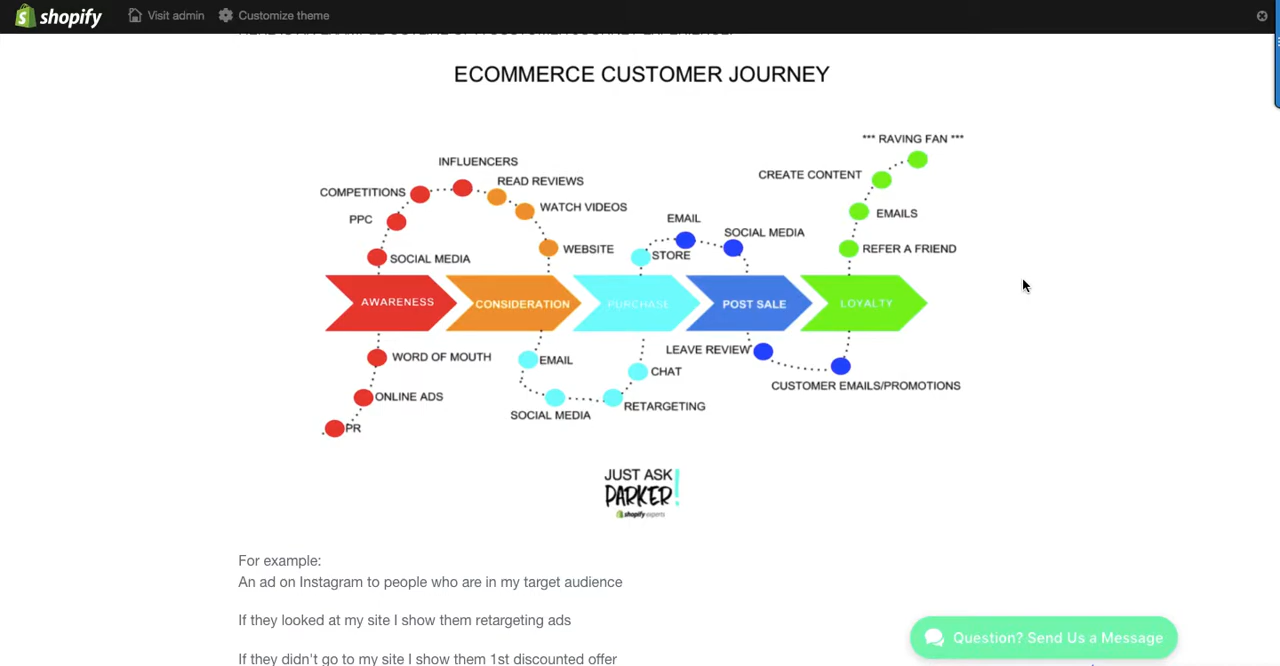 shopify Visit admin Customize theme
ECOMMERCE CUSTOMER JOURNEY
*** RAVING FAN ***
INFLUENCERS
CREATE CONTENT
READ REVIEWS
COMPETITIONS
WATCH VIDEOS
PPC
EMAIL
EMAILS
SOCIAL MEDIA
WEBSITE
REFER A FRIEND
STORE
SOCIAL MEDIA
AWARENESS
CONSIDERATION
PURCHASE
POST SALE
LOYALTY
LEAVE REVIEW
WORD OF MOUTH
EMAIL
CHAT
CUSTOMER EMAILS/PROMOTIONS
ONLINE ADS
RETARGETING
SOCIAL MEDIA
PR
JUST ASK
PARKER!
shopify experts
For example:
An ad on Instagram to people who are in my target audience
If they looked at my site I show them retargeting ads
Question? Send Us a Message
If they didn't go to my site I show them 1st discounted offer